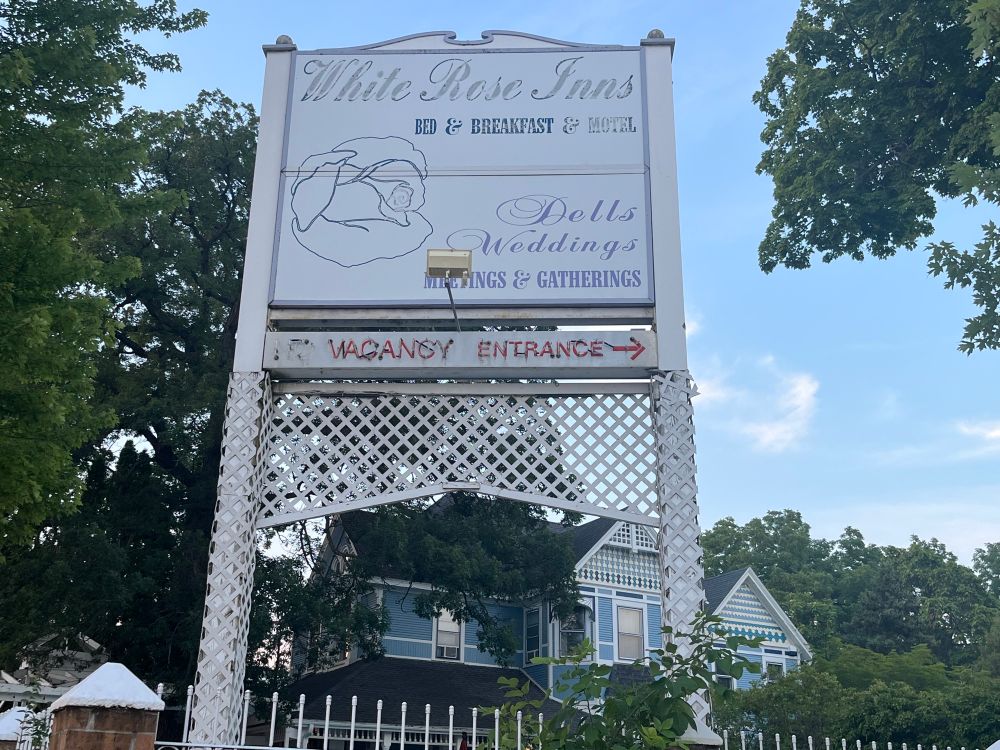 White Rose Inns
BED & BREAKFAST & MOTEL
Dells
Weddings
MEETINGS & GATHERINGS
VACANCY ENTRANCE →